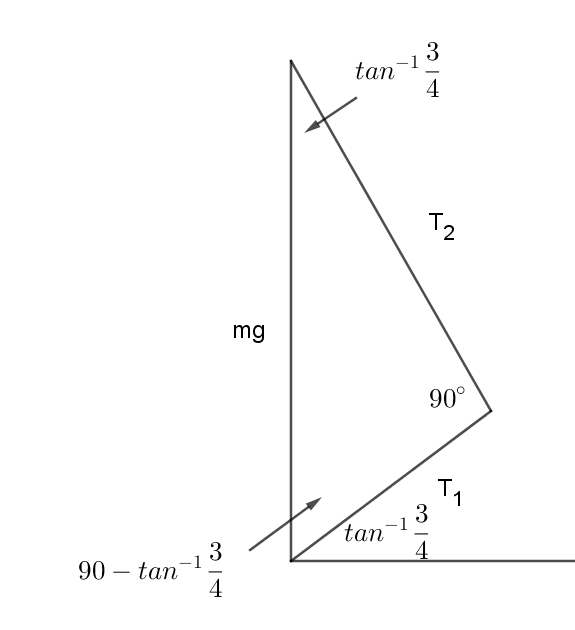 tan⁻¹ 3/4
T₂
mg
90°
T₁
tan⁻¹ 3/4
90 − tan⁻¹ 3/4